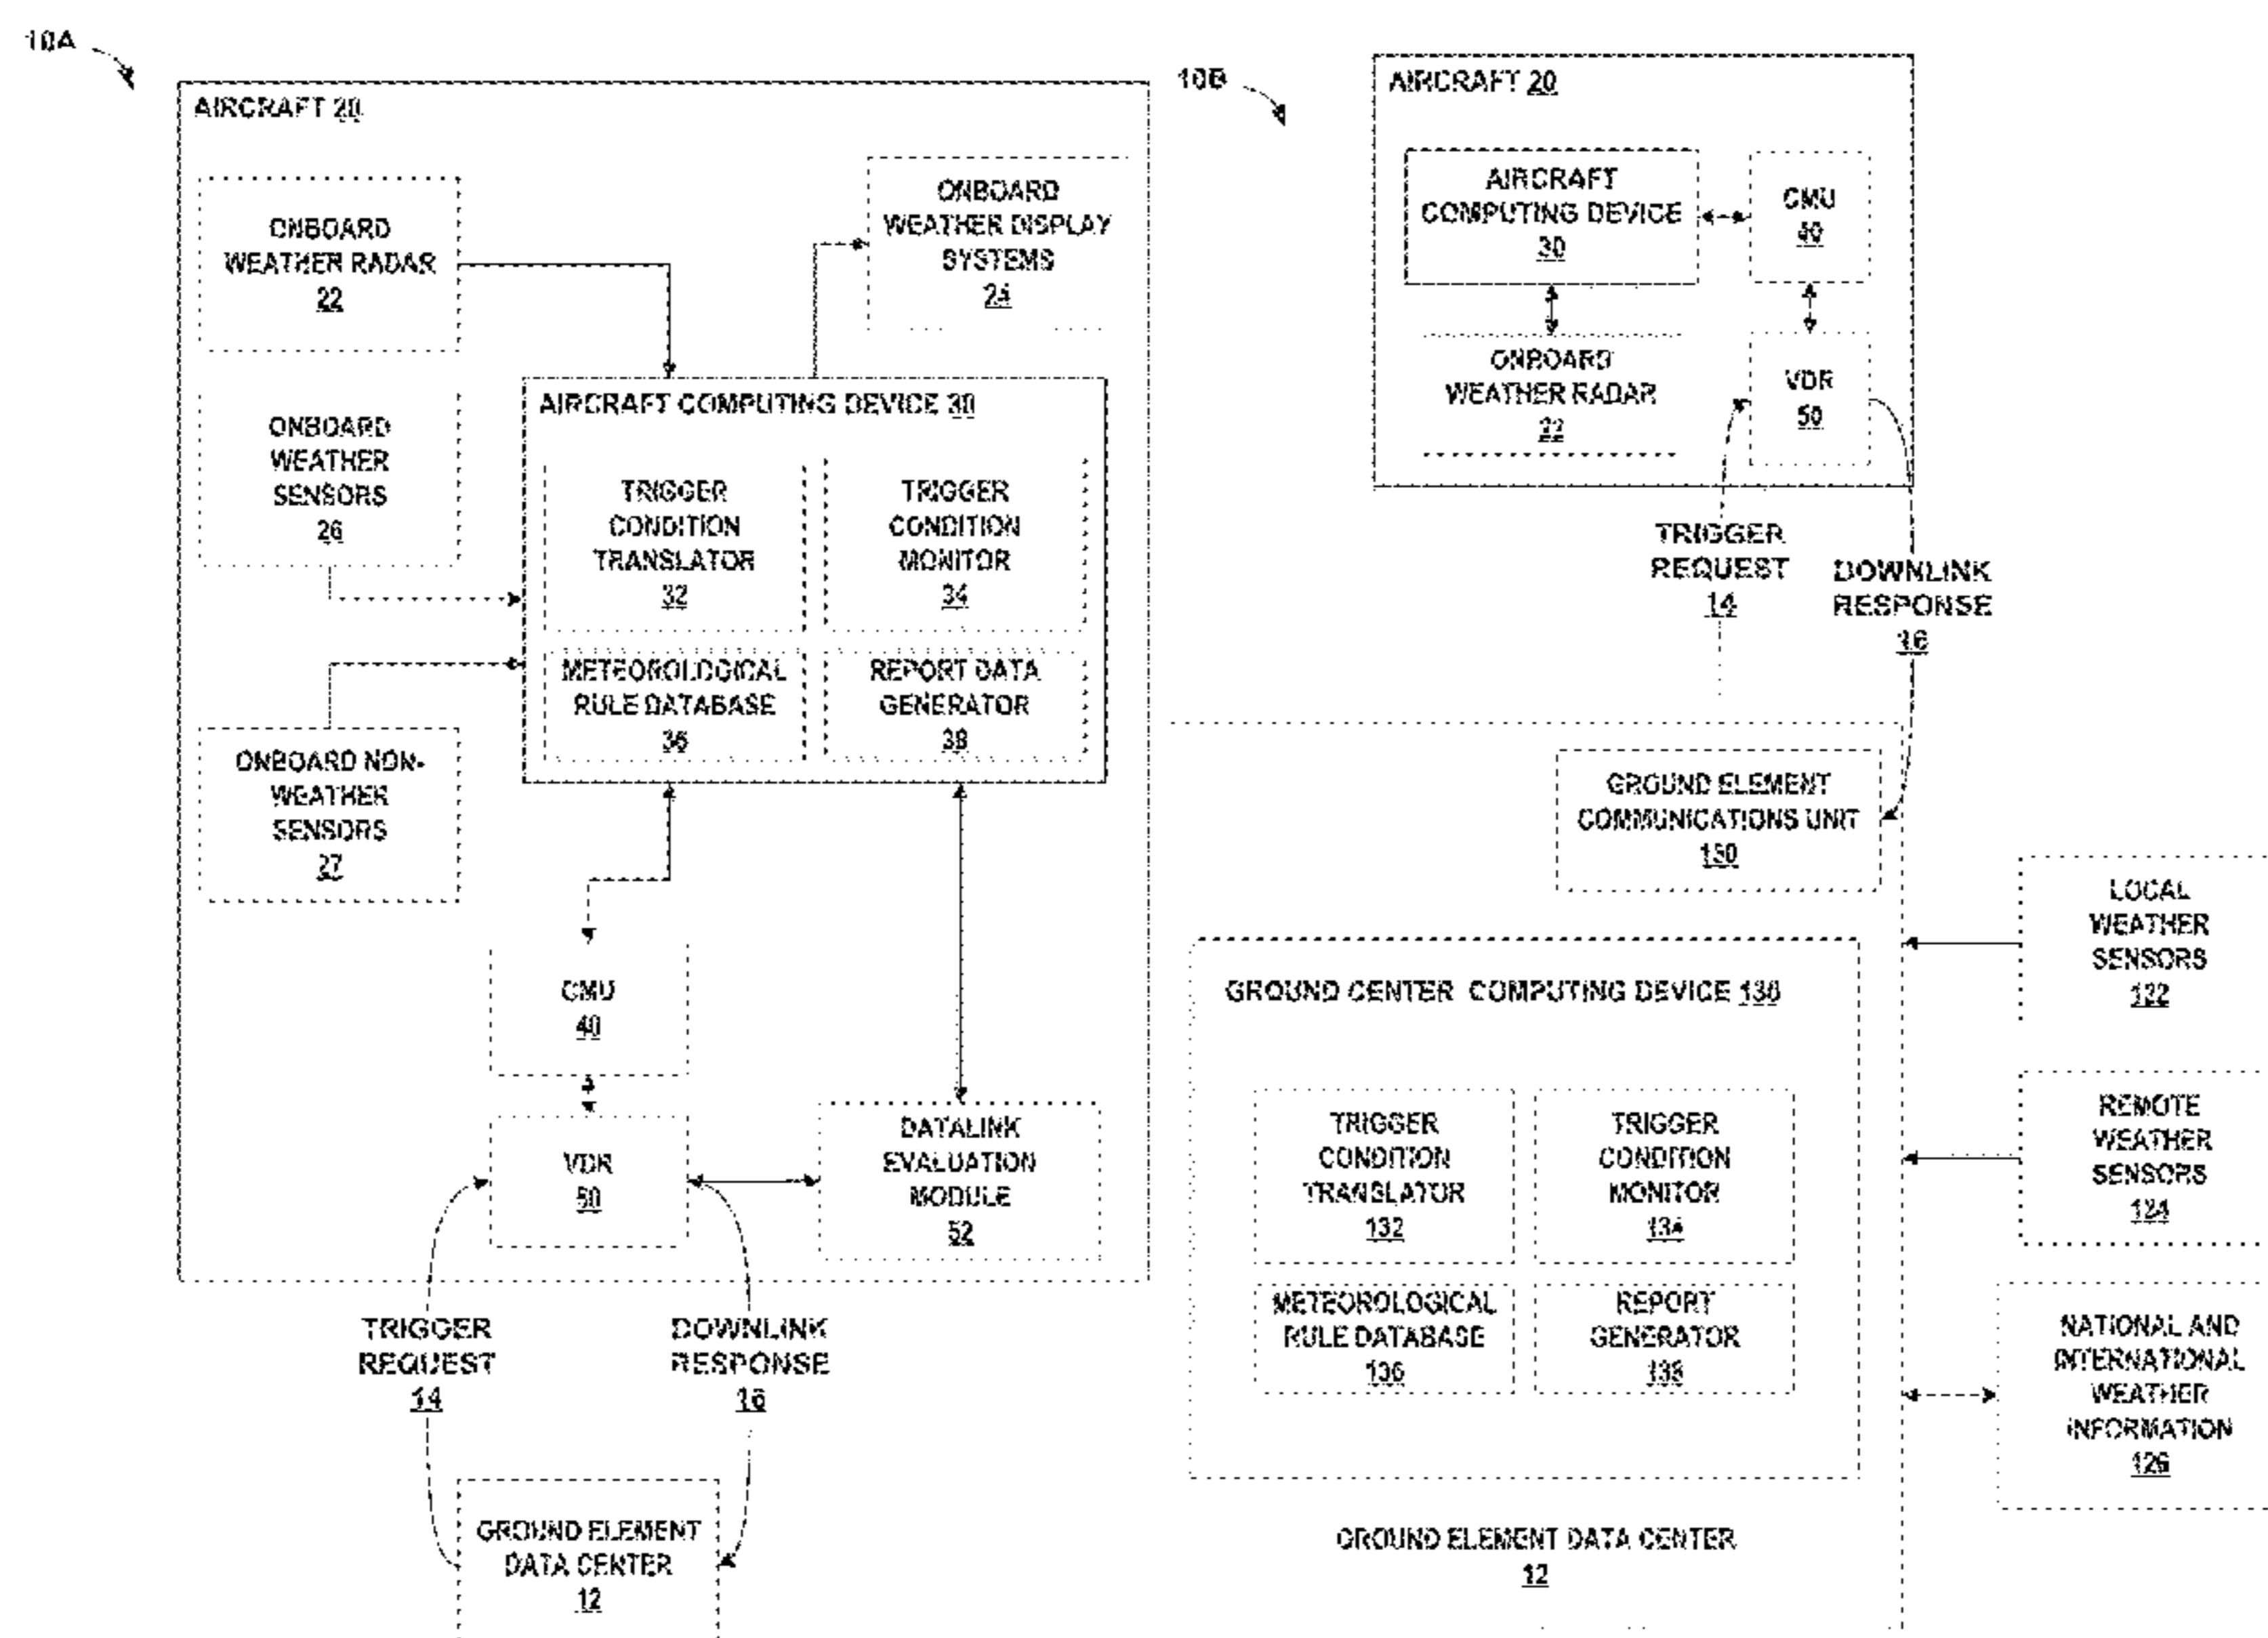 10A
AIRCRAFT 20
ONBOARD
WEATHER RADAR
22
ONBOARD
WEATHER DISPLAY
SYSTEMS
24
ONBOARD
WEATHER
SENSORS
26
AIRCRAFT COMPUTING DEVICE 30
TRIGGER
CONDITION
TRANSLATOR
32
TRIGGER
CONDITION
MONITOR
34
METEOROLOGICAL
RULE DATABASE
36
REPORT DATA
GENERATOR
38
ONBOARD NON-
WEATHER
SENSORS
27
CMU
40
VDR
50
DATALINK
EVALUATION
MODULE
52
TRIGGER
REQUEST
14
DOWNLINK
RESPONSE
16
GROUND ELEMENT
DATA CENTER
12
10B
AIRCRAFT 20
AIRCRAFT
COMPUTING DEVICE
30
CMU
40
ONBOARD
WEATHER RADAR
22
VDR
50
TRIGGER
REQUEST
14
DOWNLINK
RESPONSE
16
GROUND ELEMENT
COMMUNICATIONS UNIT
150
LOCAL
WEATHER
SENSORS
122
GROUND CENTER COMPUTING DEVICE 130
TRIGGER
CONDITION
TRANSLATOR
132
TRIGGER
CONDITION
MONITOR
134
METEOROLOGICAL
RULE DATABASE
136
REPORT
GENERATOR
138
REMOTE
WEATHER
SENSORS
124
NATIONAL AND
INTERNATIONAL
WEATHER
INFORMATION
126
GROUND ELEMENT DATA CENTER
12